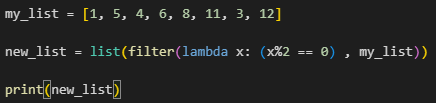 my_list = [1, 5, 4, 6, 8, 11, 3, 12]
new_list = list(filter(lambda x: (x%2 == 0) , my_list))
print(new_list)